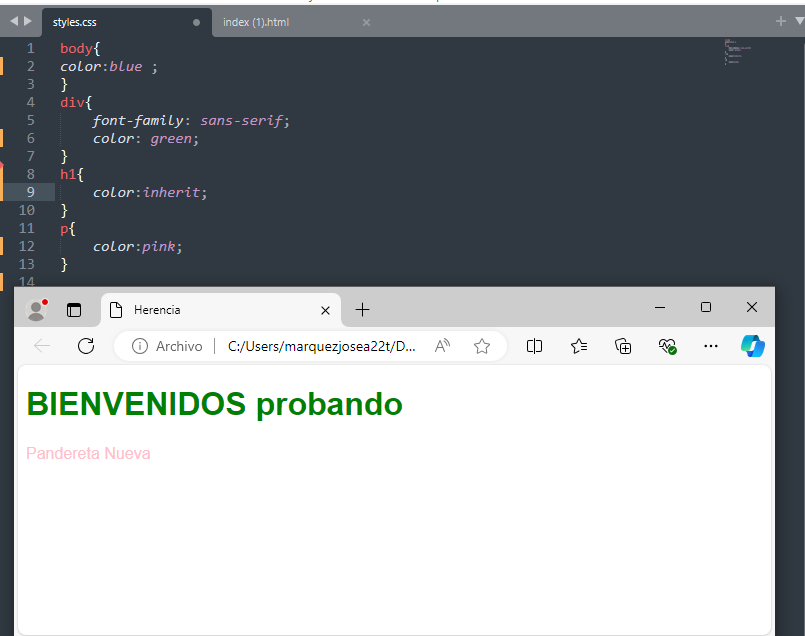 styles.css
index (1).html
1 body{
2 color:blue ;
3 }
4 div{
5 font-family: sans-serif;
6 color: green;
7 }
8 h1{
9 color:inherit;
10 }
11 p{
12 color:pink;
13 }
14
Herencia
Archivo C:/Users/marquezjosea22t/D...
BIENVENIDOS probando
Pandereta Nueva